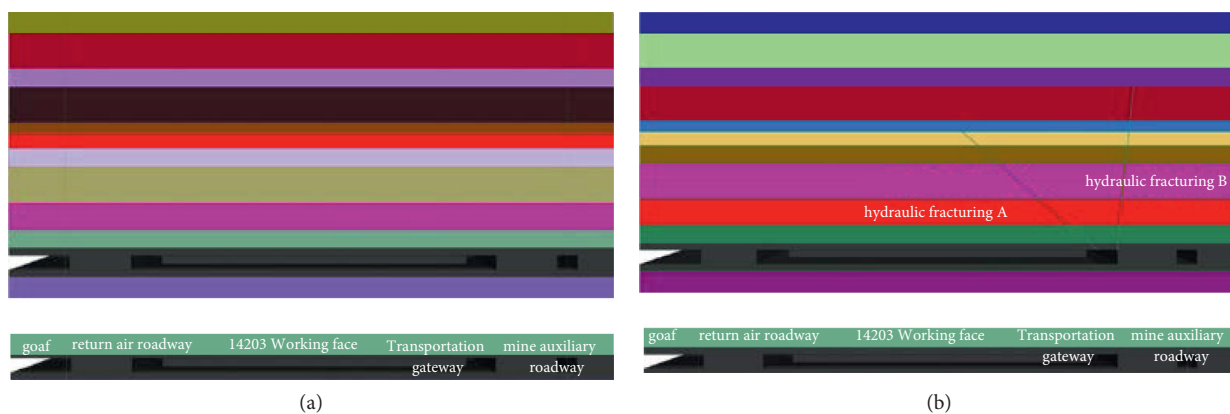 hydraulic fracturing B
hydraulic fracturing A
goaf return air roadway 14203 Working face Transportation gateway mine auxiliary roadway
goaf return air roadway 14203 Working face Transportation gateway mine auxiliary roadway
(a)
(b)